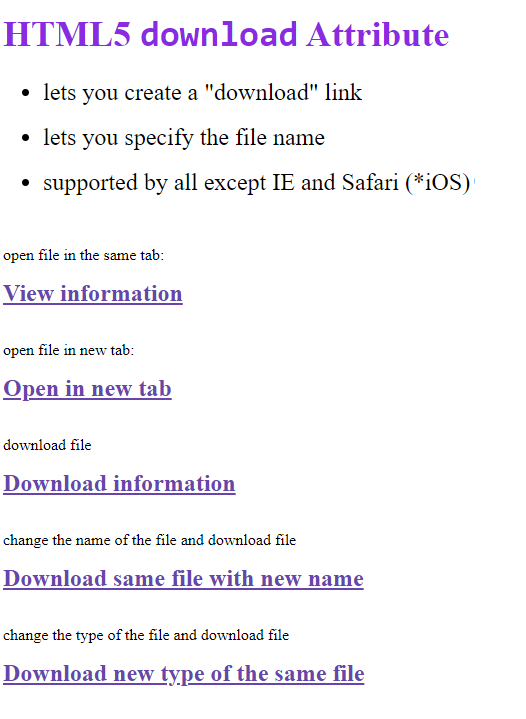 HTML5 download Attribute
lets you create a "download" link
lets you specify the file name
supported by all except IE and Safari (*iOS)
open file in the same tab:
View information
open file in new tab:
Open in new tab
download file
Download information
change the name of the file and download file
Download same file with new name
change the type of the file and download file
Download new type of the same file